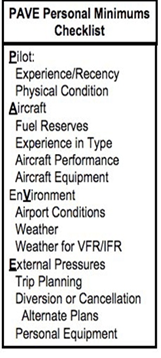 PAVE Personal Minimums
Checklist
Pilot:
Experience/Recency
Physical Condition
Aircraft
Fuel Reserves
Experience in Type
Aircraft Performance
Aircraft Equipment
EnVironment
Airport Conditions
Weather
Weather for VFR/IFR
External Pressures
Trip Planning
Diversion or Cancellation
Alternate Plans
Personal Equipment